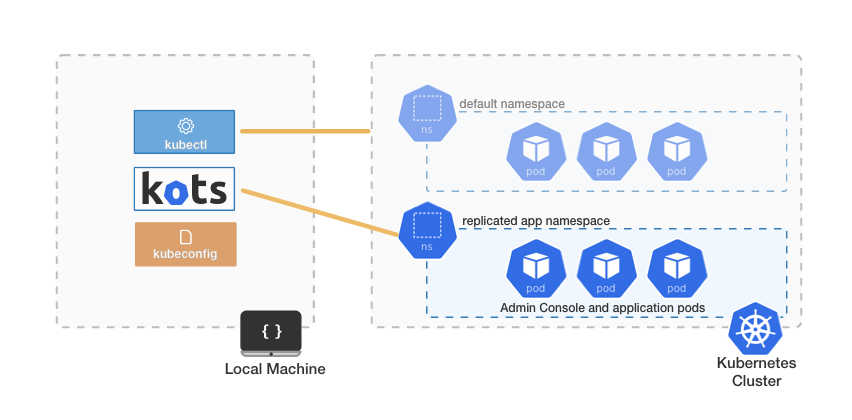 kubectl
kots
kubeconfig
{ }
Local Machine
default namespace
ns
pod
pod
pod
replicated app namespace
ns
pod
pod
pod
Admin Console and application pods
Kubernetes
Cluster